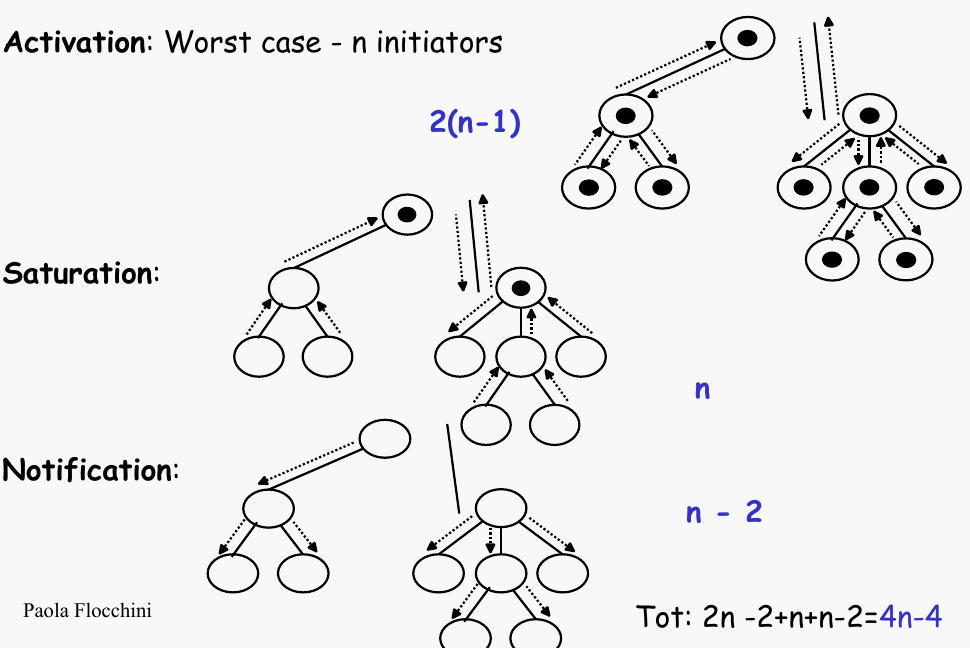 Activation: Worst case - n initiators
2(n-1)
Saturation:
n
Notification:
n - 2
Paola Flocchini
Tot: 2n -2+n+n-2=4n-4